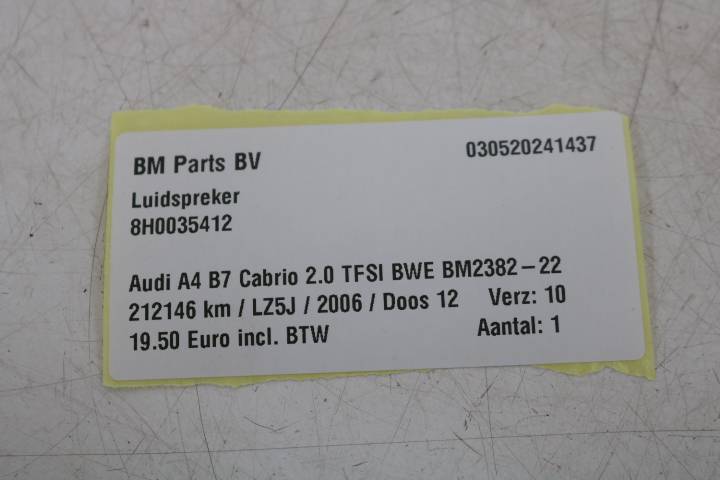 BM Parts BV 030520241437
Luidspreker
8H0035412
Audi A4 B7 Cabrio 2.0 TFSI BWE BM2382-22
212146 km / LZ5J / 2006 / Doos 12 Verz: 10
19.50 Euro incl. BTW Aantal: 1